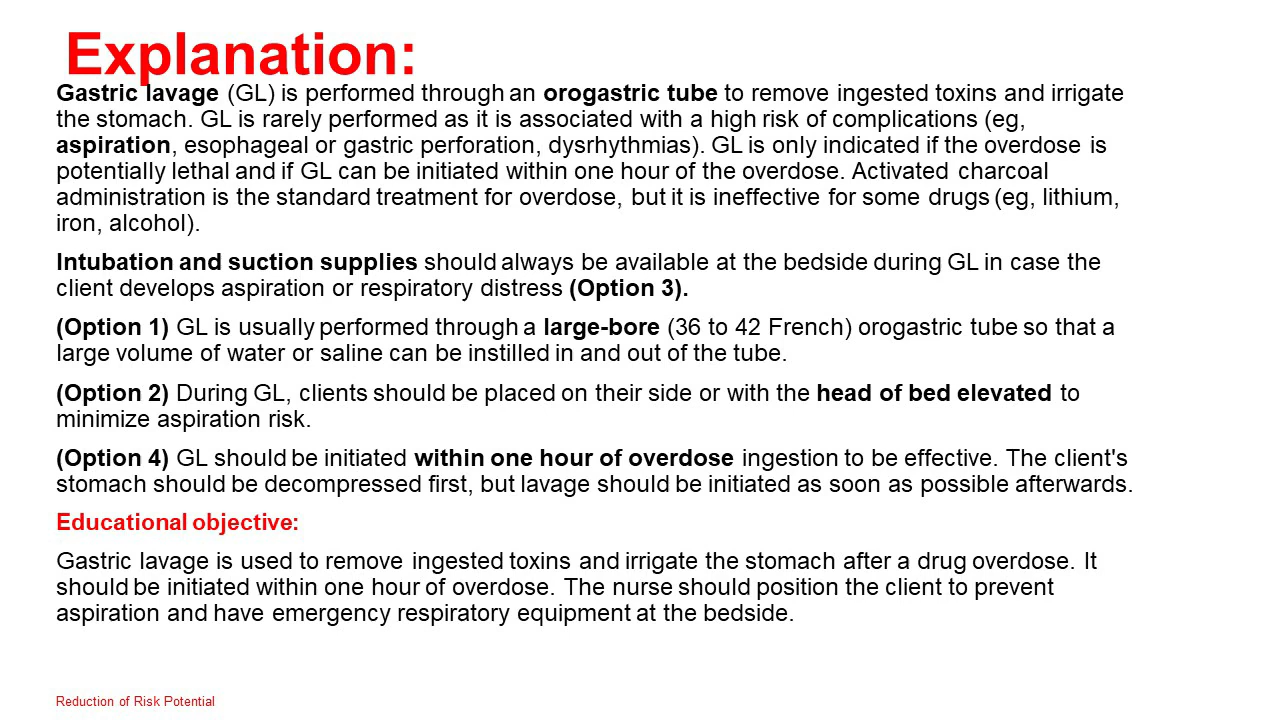 Explanation:
Gastric lavage (GL) is performed through an orogastric tube to remove ingested toxins and irrigate
the stomach. GL is rarely performed as it is associated with a high risk of complications (eg,
aspiration, esophageal or gastric perforation, dysrhythmias). GL is only indicated if the overdose is
potentially lethal and if GL can be initiated within one hour of the overdose. Activated charcoal
administration is the standard treatment for overdose, but it is ineffective for some drugs (eg, lithium,
iron, alcohol).
Intubation and suction supplies should always be available at the bedside during GL in case the
client develops aspiration or respiratory distress (Option 3).
(Option 1) GL is usually performed through a large-bore (36 to 42 French) orogastric tube so that a
large volume of water or saline can be instilled in and out of the tube.
(Option 2) During GL, clients should be placed on their side or with the head of bed elevated to
minimize aspiration risk.
(Option 4) GL should be initiated within one hour of overdose ingestion to be effective. The client's
stomach should be decompressed first, but lavage should be initiated as soon as possible afterwards.
Educational objective:
Gastric lavage is used to remove ingested toxins and irrigate the stomach after a drug overdose. It
should be initiated within one hour of overdose. The nurse should position the client to prevent
aspiration and have emergency respiratory equipment at the bedside.
Reduction of Risk Potential